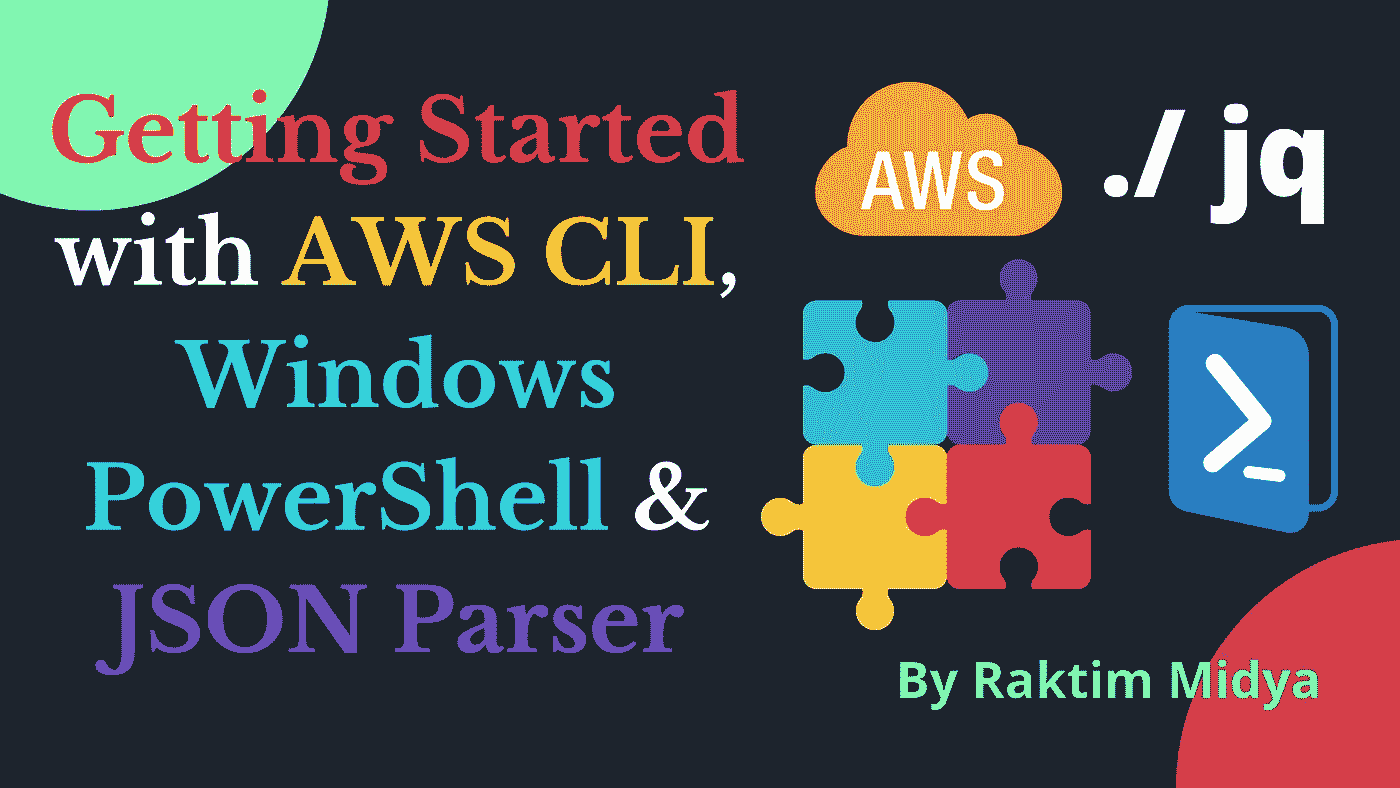 Getting Started
with AWS CLI,
Windows
PowerShell &
JSON Parser
AWS
./ jq
By Raktim Midya